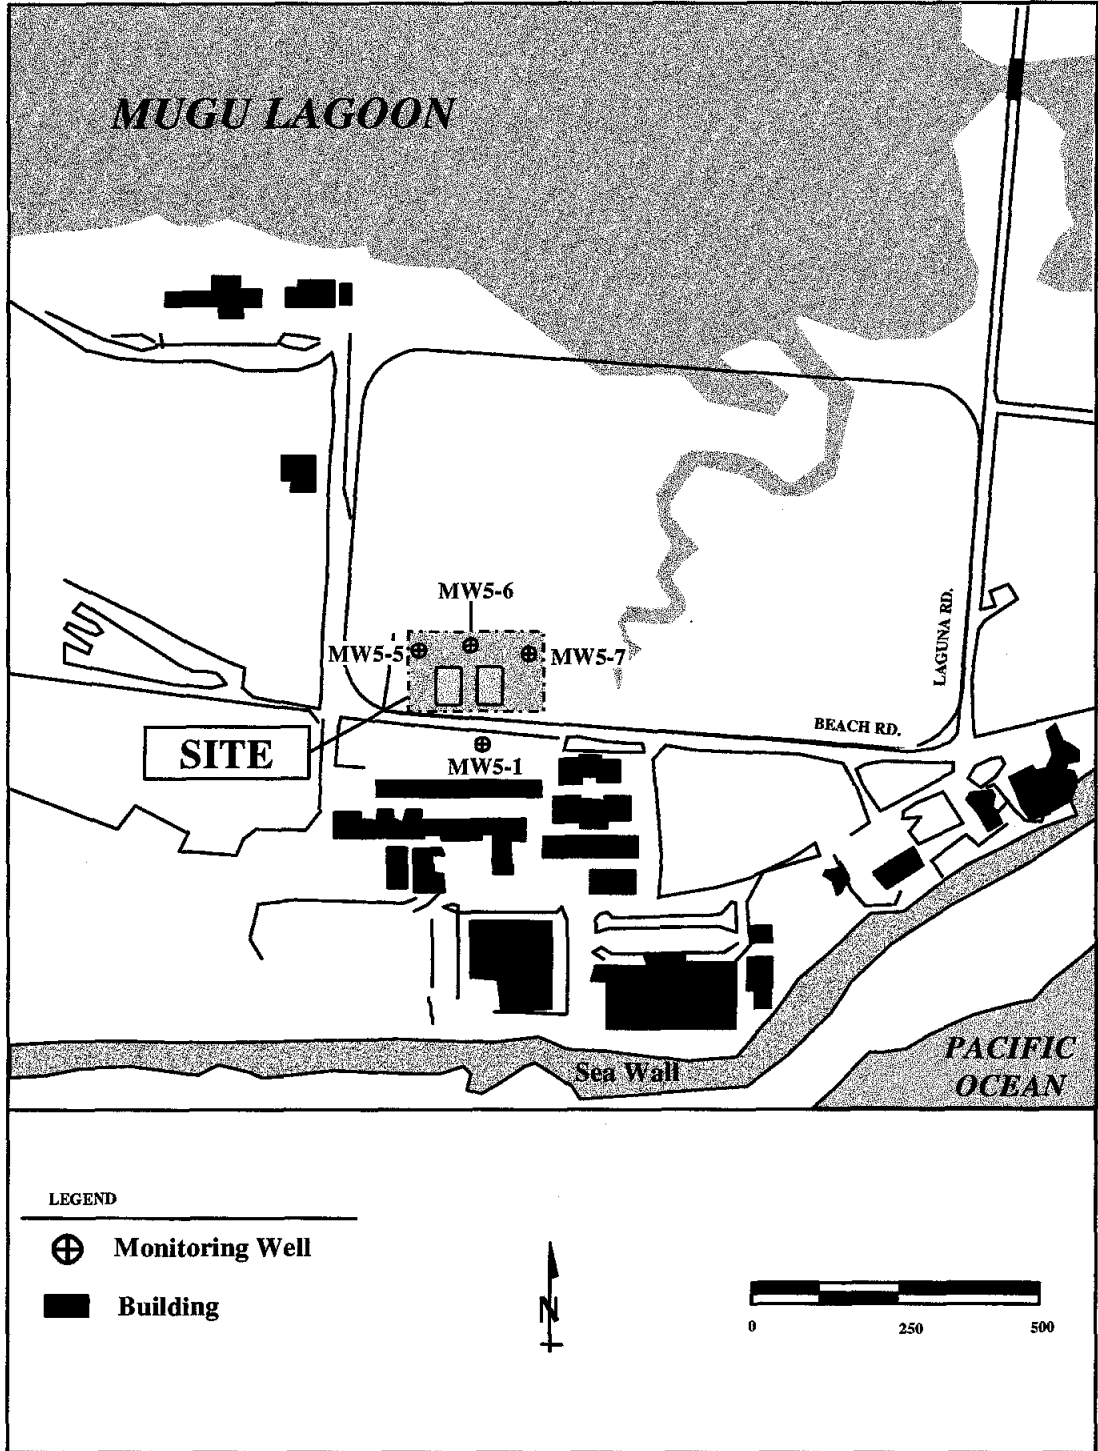 MUGU LAGOON
MW5-6
MW5-5
MW5-7
LAGUNA RD.
BEACH RD.
SITE
MW5-1
PACIFIC
OCEAN
Sea Wall
LEGEND
Monitoring Well
Building
N
0 250 500